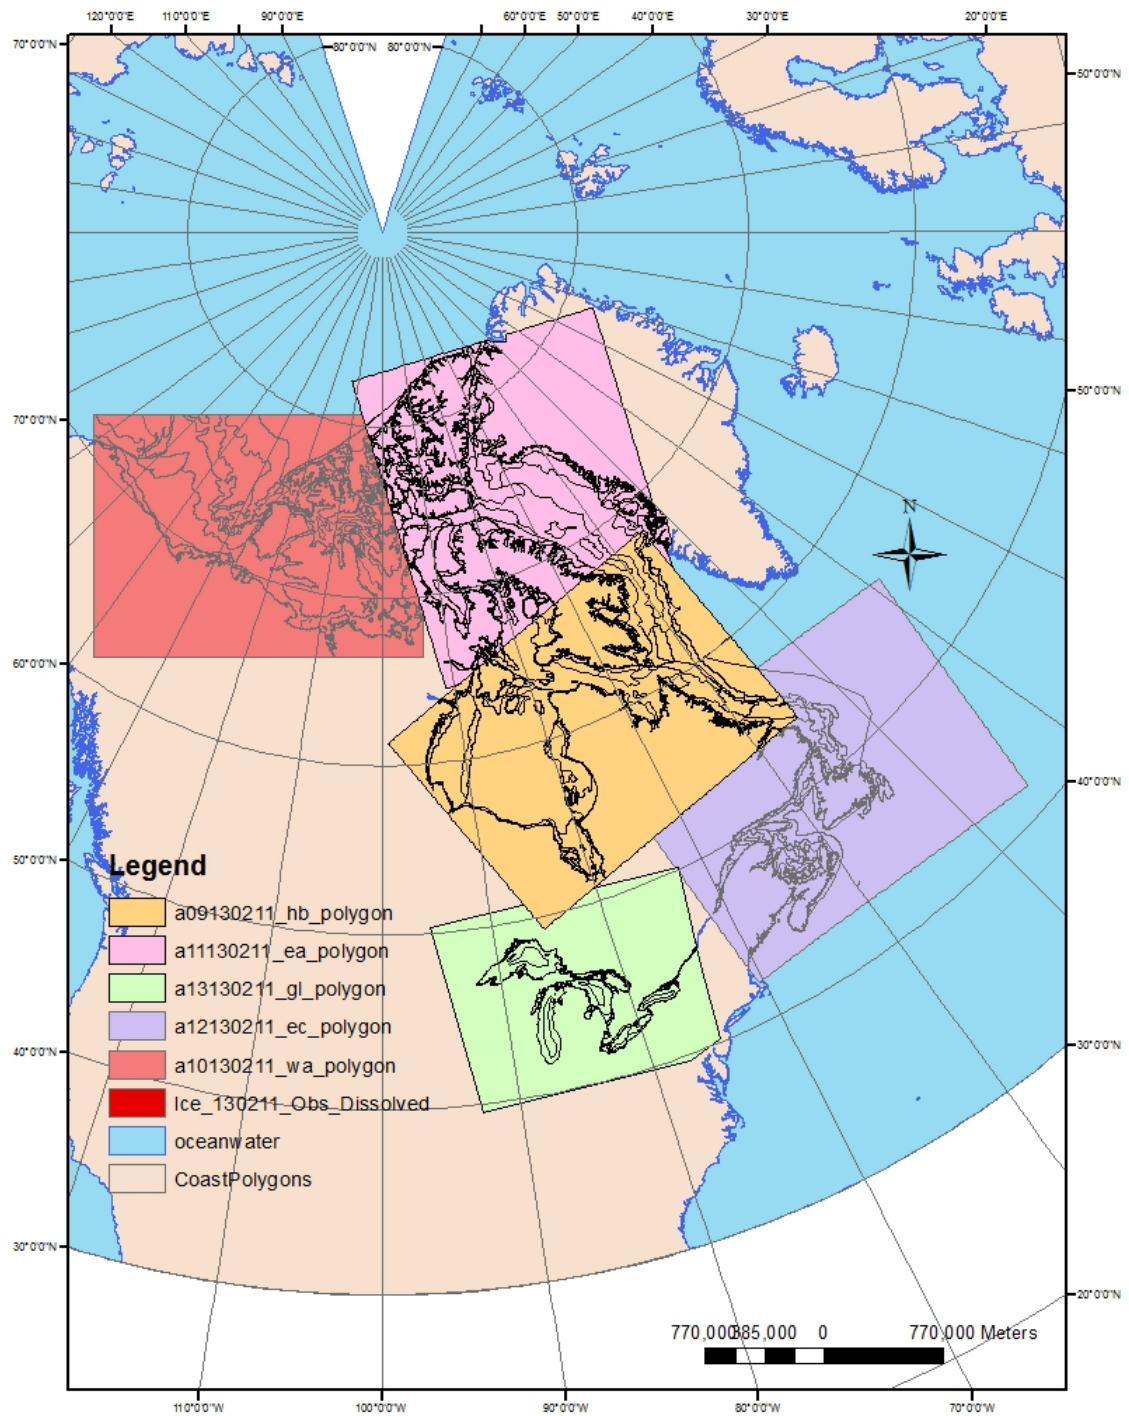 120°0'0"E 110°0'0"E 90°0'0"E 60°0'0"E 50°0'0"E 40°0'0"E 30°0'0"E 20°0'0"E
70°0'0"N 80°0'0"N 80°0'0"N
50°0'0"N
70°0'0"N 50°0'0"N
N
60°0'0"N
40°0'0"N
50°0'0"N
Legend
a09130211_hb_polygon
a11130211_ea_polygon
a13130211_gl_polygon
a12130211_ec_polygon
40°0'0"N 30°0'0"N
a10130211_wa_polygon
Ice_130211_Obs_Dissolved
oceanwater
CoastPolygons
30°0'0"N
20°0'0"N
770,000 385,000 0 770,000 Meters
110°0'0"W 100°0'0"W 90°0'0"W 80°0'0"W 70°0'0"W